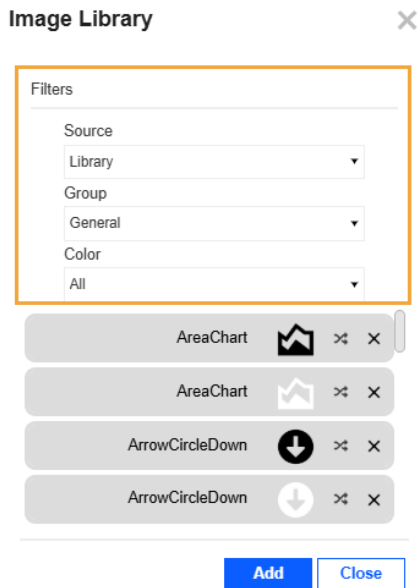 Image Library
Filters
Source
Library
Group
General
Color
All
AreaChart
AreaChart
ArrowCircleDown
ArrowCircleDown
Add
Close